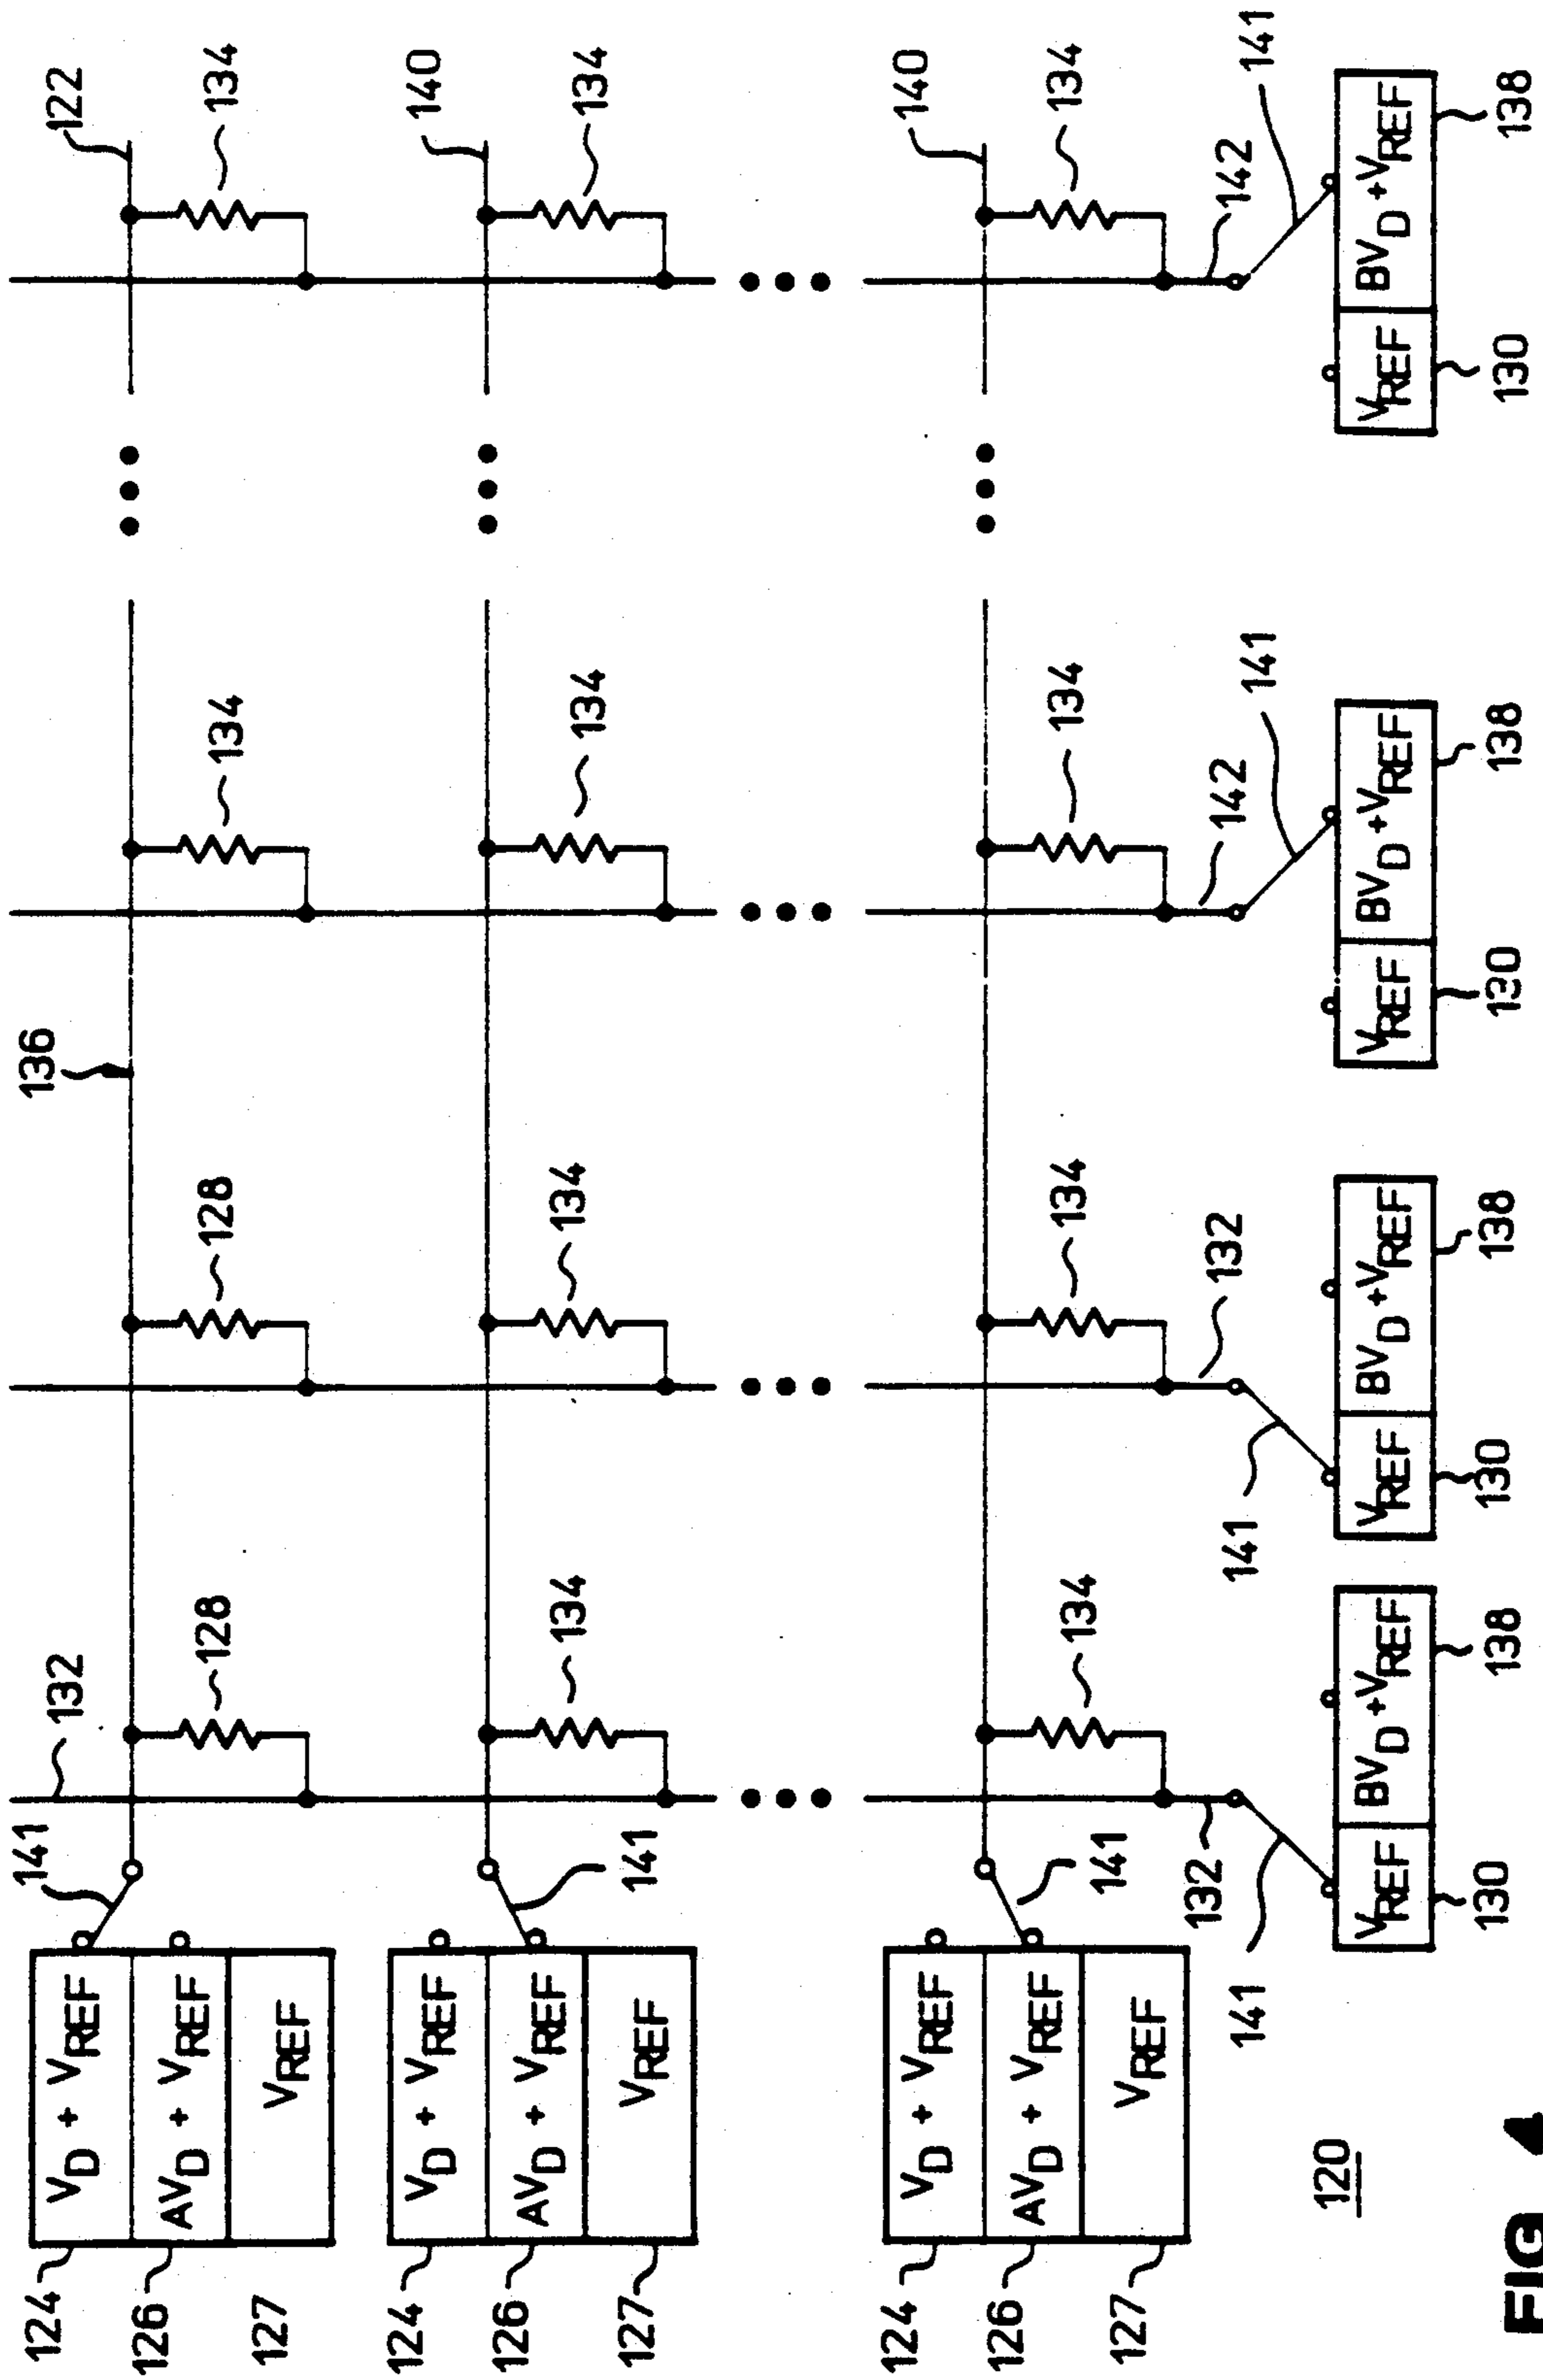 124 V_D + V_REF 141 132 136 122
126 AV_D + V_REF 128 128 134 134
127 V_REF
124 V_D + V_REF 140
126 AV_D + V_REF 134 134 134 134
127 V_REF 141
124 V_D + V_REF 140
126 AV_D + V_REF 134 134 134 134
127 V_REF 141
132 132 142 142
141 141 141 141
120
V_REF BV_D + V_REF V_REF BV_D + V_REF V_REF BV_D + V_REF V_REF BV_D + V_REF
130 138 130 138 130 138 130 138
FIG 4